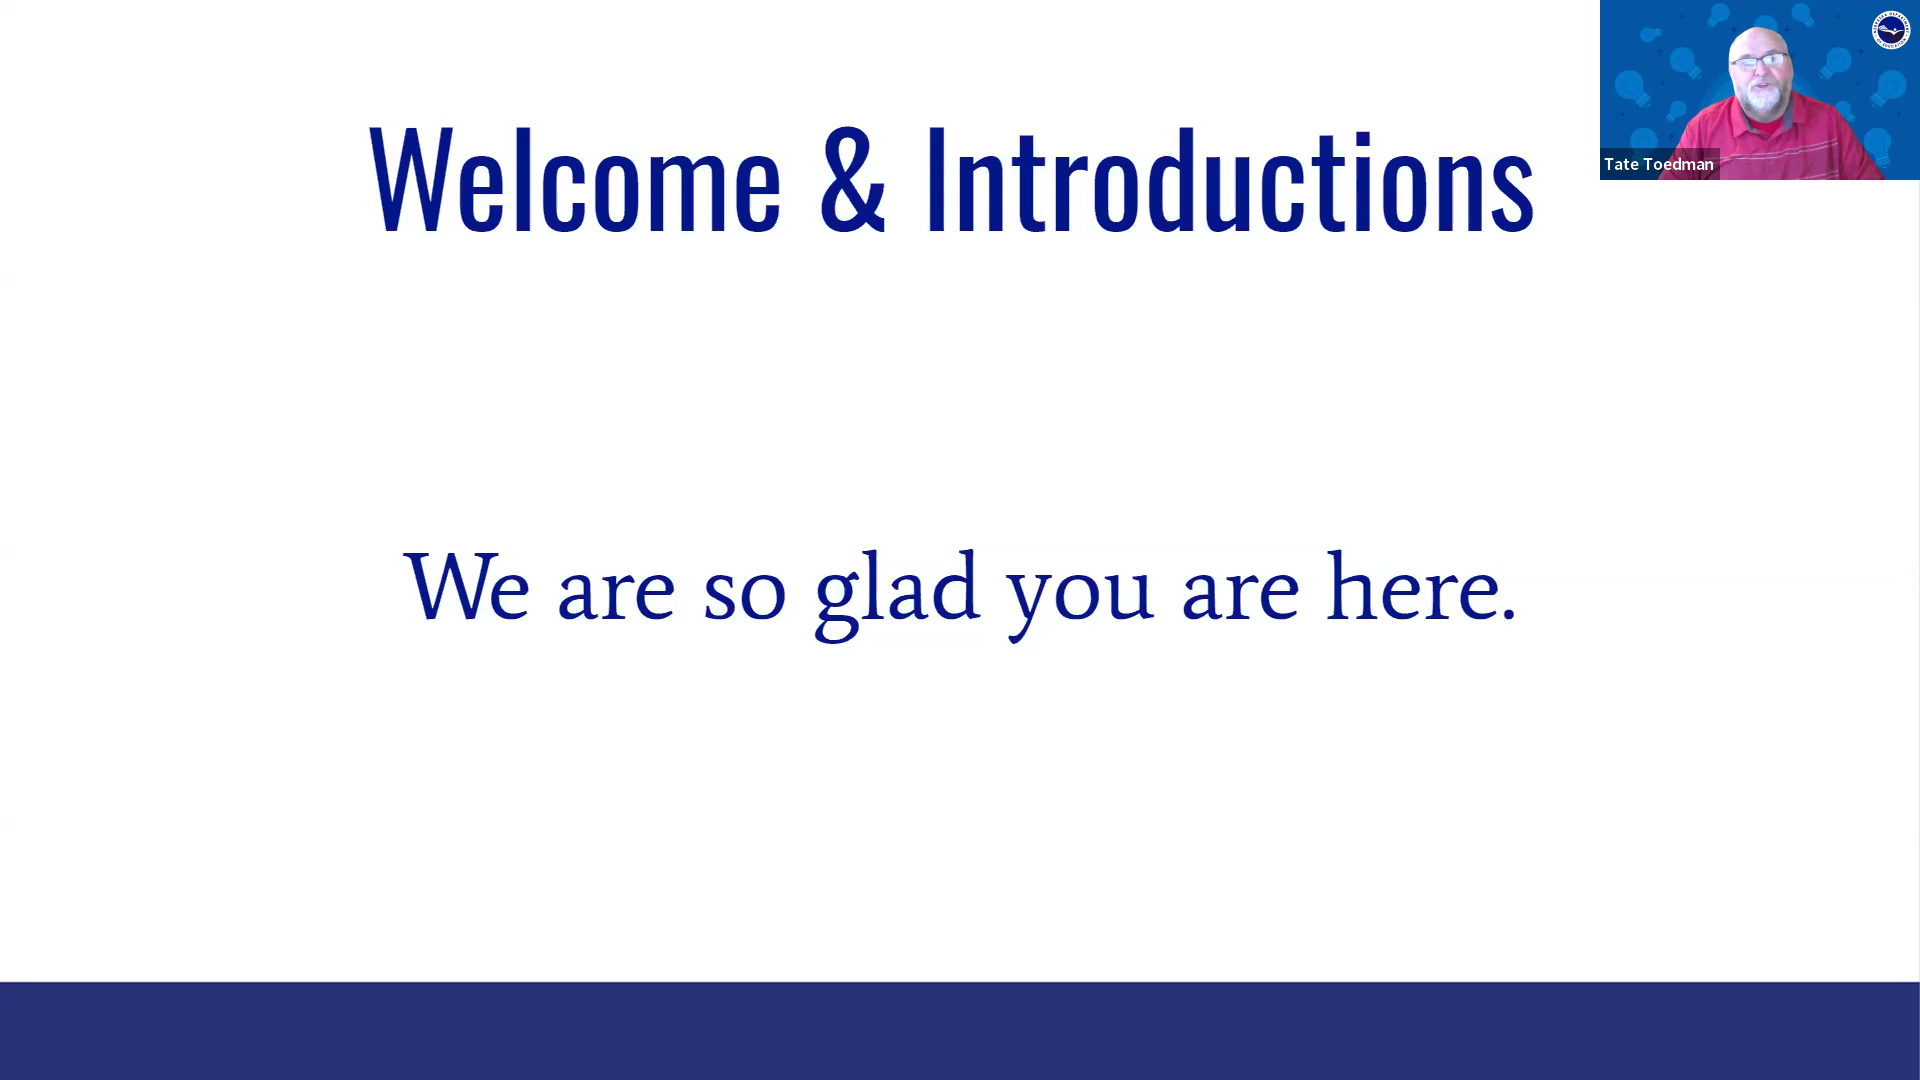 Welcome & Introductions
Tate Toedman
We are so glad you are here.